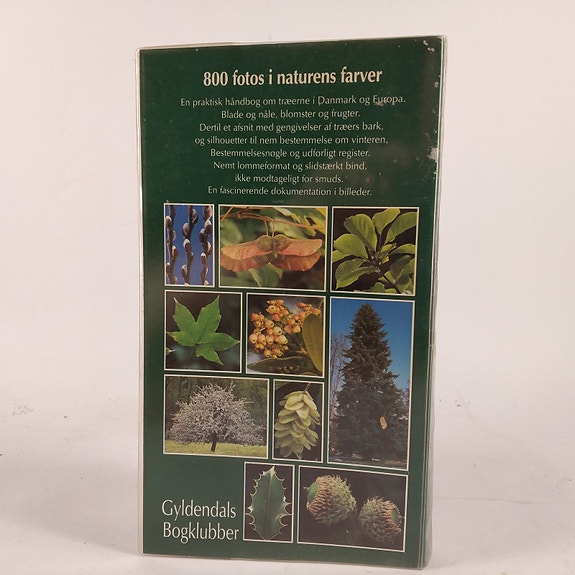 800 fotos i naturens farver
En praktisk håndbog om træerne i Danmark og Europa.
Blade og nåle, blomster og frugter.
Dertil et afsnit med gengivelser af træers bark,
og silhouetter til nem bestemmelse om vinteren.
Bestemmelsesnøgle og udførligt register.
Nemt lommeformat og slidstærkt bind,
ikke modtageligt for smuds.
En fascinerende dokumentation i billeder.
Gyldendals
Bogklubber